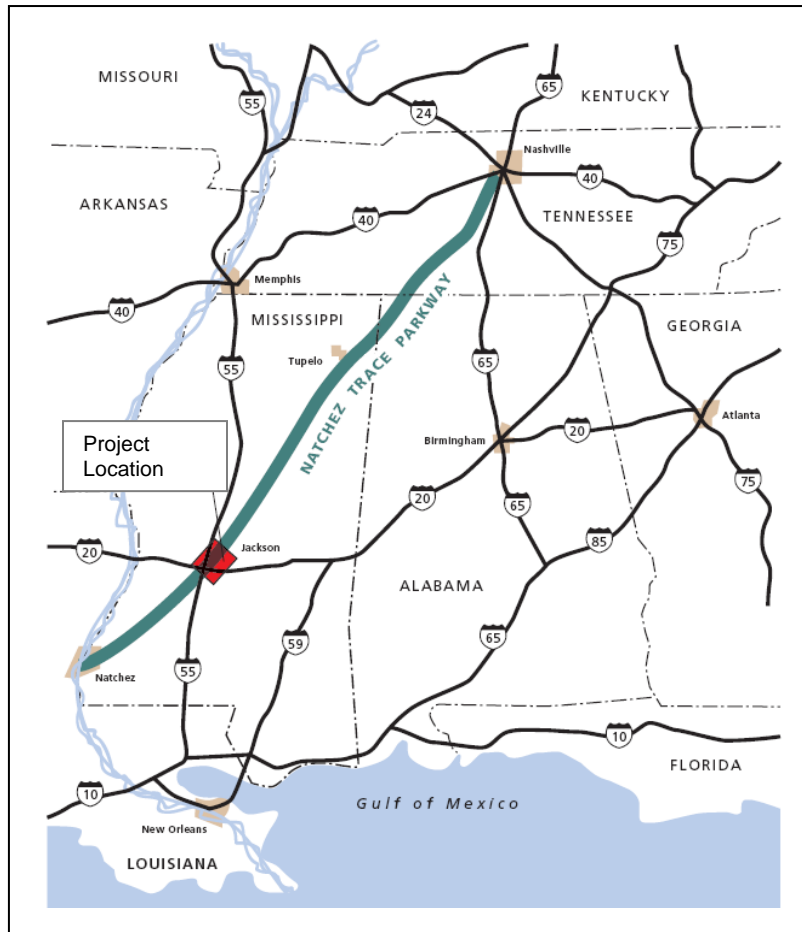 MISSOURI
55
65
KENTUCKY
24
Nashville
ARKANSAS
40
40
TENNESSEE
75
Memphis
40
MISSISSIPPI
55
Tupelo
NATCHEZ TRACE PARKWAY
65
GEORGIA
Project
Location
Birmingham
20
Atlanta
75
20
65
20
Jackson
85
ALABAMA
59
65
55
Natchez
10
FLORIDA
10
Gulf of Mexico
New Orleans
LOUISIANA